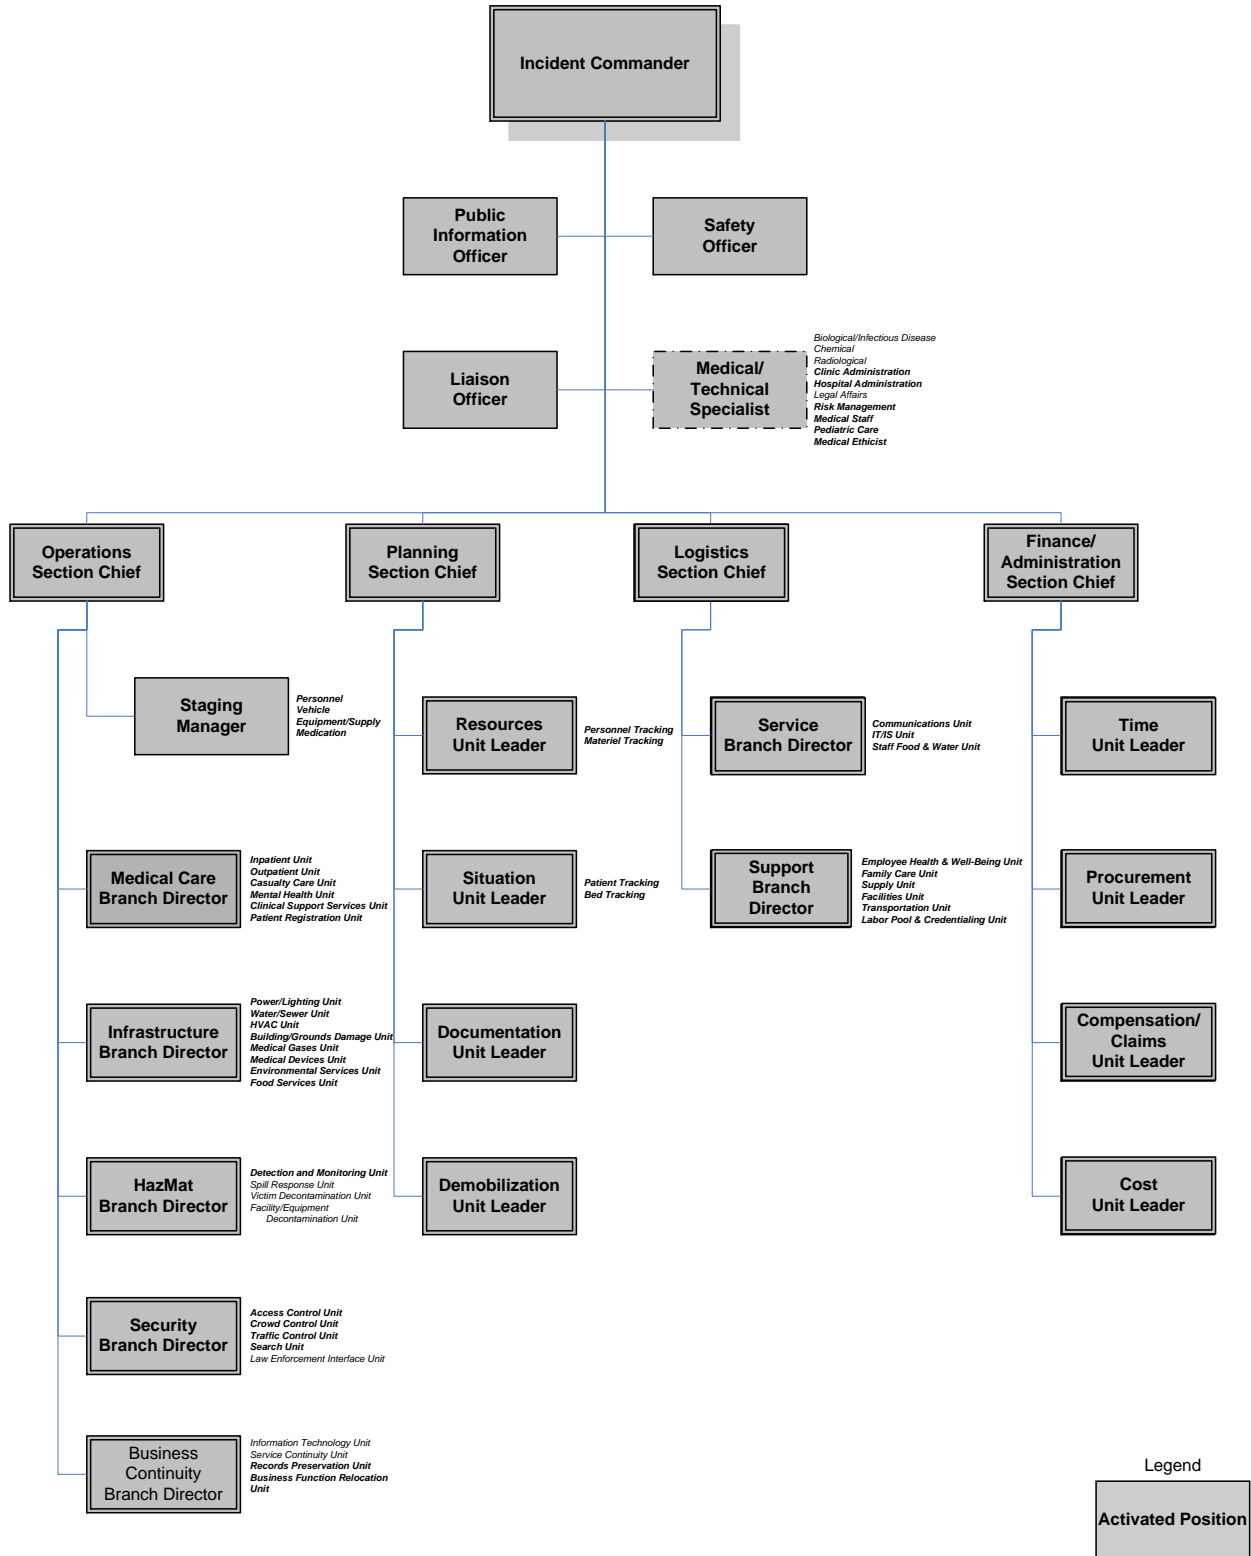 Incident Commander
Public
Information
Officer
Safety
Officer
Liaison
Officer
Medical/
Technical
Specialist
Biological/Infectious Disease
Chemical
Radiological
Clinic Administration
Hospital Administration
Legal Affairs
Risk Management
Medical Staff
Pediatric Care
Medical Ethicist
Operations
Section Chief
Planning
Section Chief
Logistics
Section Chief
Finance/
Administration
Section Chief
Staging
Manager
Personnel
Vehicle
Equipment/Supply
Medication
Resources
Unit Leader
Personnel Tracking
Materiel Tracking
Service
Branch Director
Communications Unit
IT/IS Unit
Staff Food & Water Unit
Time
Unit Leader
Medical Care
Branch Director
Inpatient Unit
Outpatient Unit
Casualty Care Unit
Mental Health Unit
Clinical Support Services Unit
Patient Registration Unit
Situation
Unit Leader
Patient Tracking
Bed Tracking
Support
Branch
Director
Employee Health & Well-Being Unit
Family Care Unit
Supply Unit
Facilities Unit
Transportation Unit
Labor Pool & Credentialing Unit
Procurement
Unit Leader
Infrastructure
Branch Director
Power/Lighting Unit
Water/Sewer Unit
HVAC Unit
Building/Grounds Damage Unit
Medical Gases Unit
Medical Devices Unit
Environmental Services Unit
Food Services Unit
Documentation
Unit Leader
Compensation/
Claims
Unit Leader
HazMat
Branch Director
Detection and Monitoring Unit
Spill Response Unit
Victim Decontamination Unit
Facility/Equipment
Decontamination Unit
Demobilization
Unit Leader
Cost
Unit Leader
Security
Branch Director
Access Control Unit
Crowd Control Unit
Traffic Control Unit
Search Unit
Law Enforcement Interface Unit
Business
Continuity
Branch Director
Information Technology Unit
Service Continuity Unit
Records Preservation Unit
Business Function Relocation
Unit
Legend
Activated Position